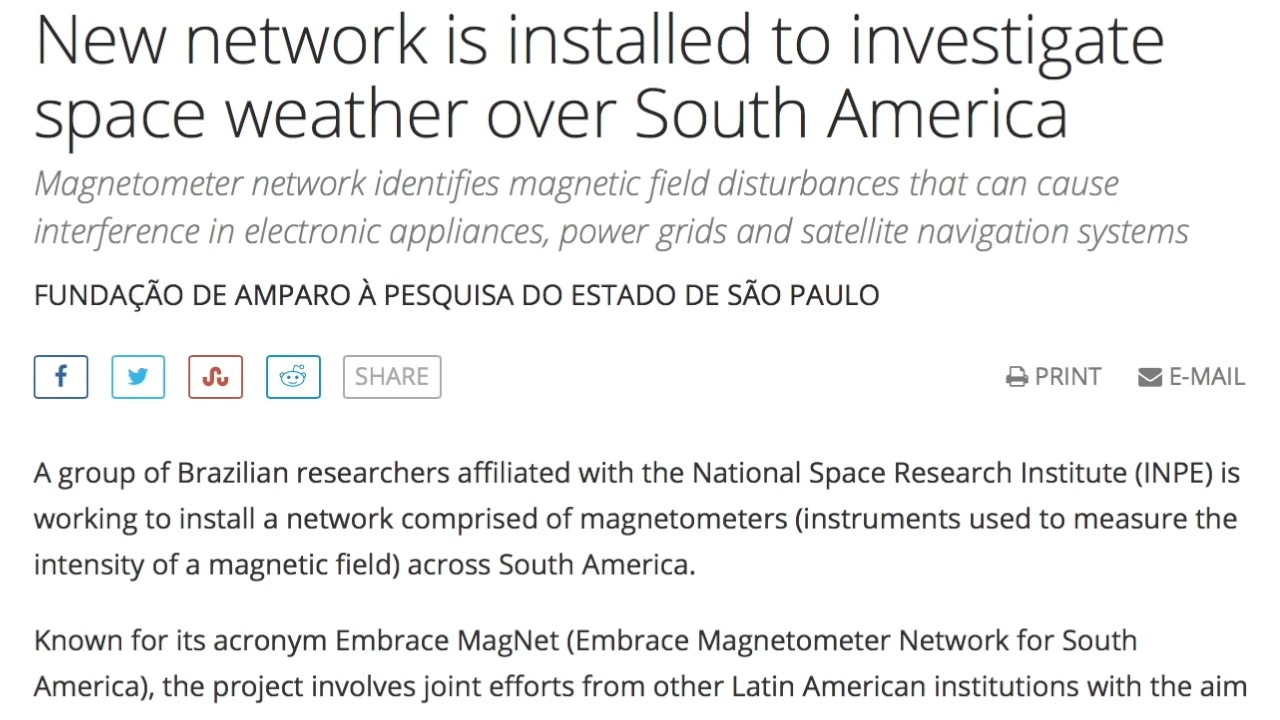 New network is installed to investigate
space weather over South America
Magnetometer network identifies magnetic field disturbances that can cause
interference in electronic appliances, power grids and satellite navigation systems
FUNDAÇÃO DE AMPARO À PESQUISA DO ESTADO DE SÃO PAULO
SHARE PRINT E-MAIL
A group of Brazilian researchers affiliated with the National Space Research Institute (INPE) is
working to install a network comprised of magnetometers (instruments used to measure the
intensity of a magnetic field) across South America.
Known for its acronym Embrace MagNet (Embrace Magnetometer Network for South
America), the project involves joint efforts from other Latin American institutions with the aim